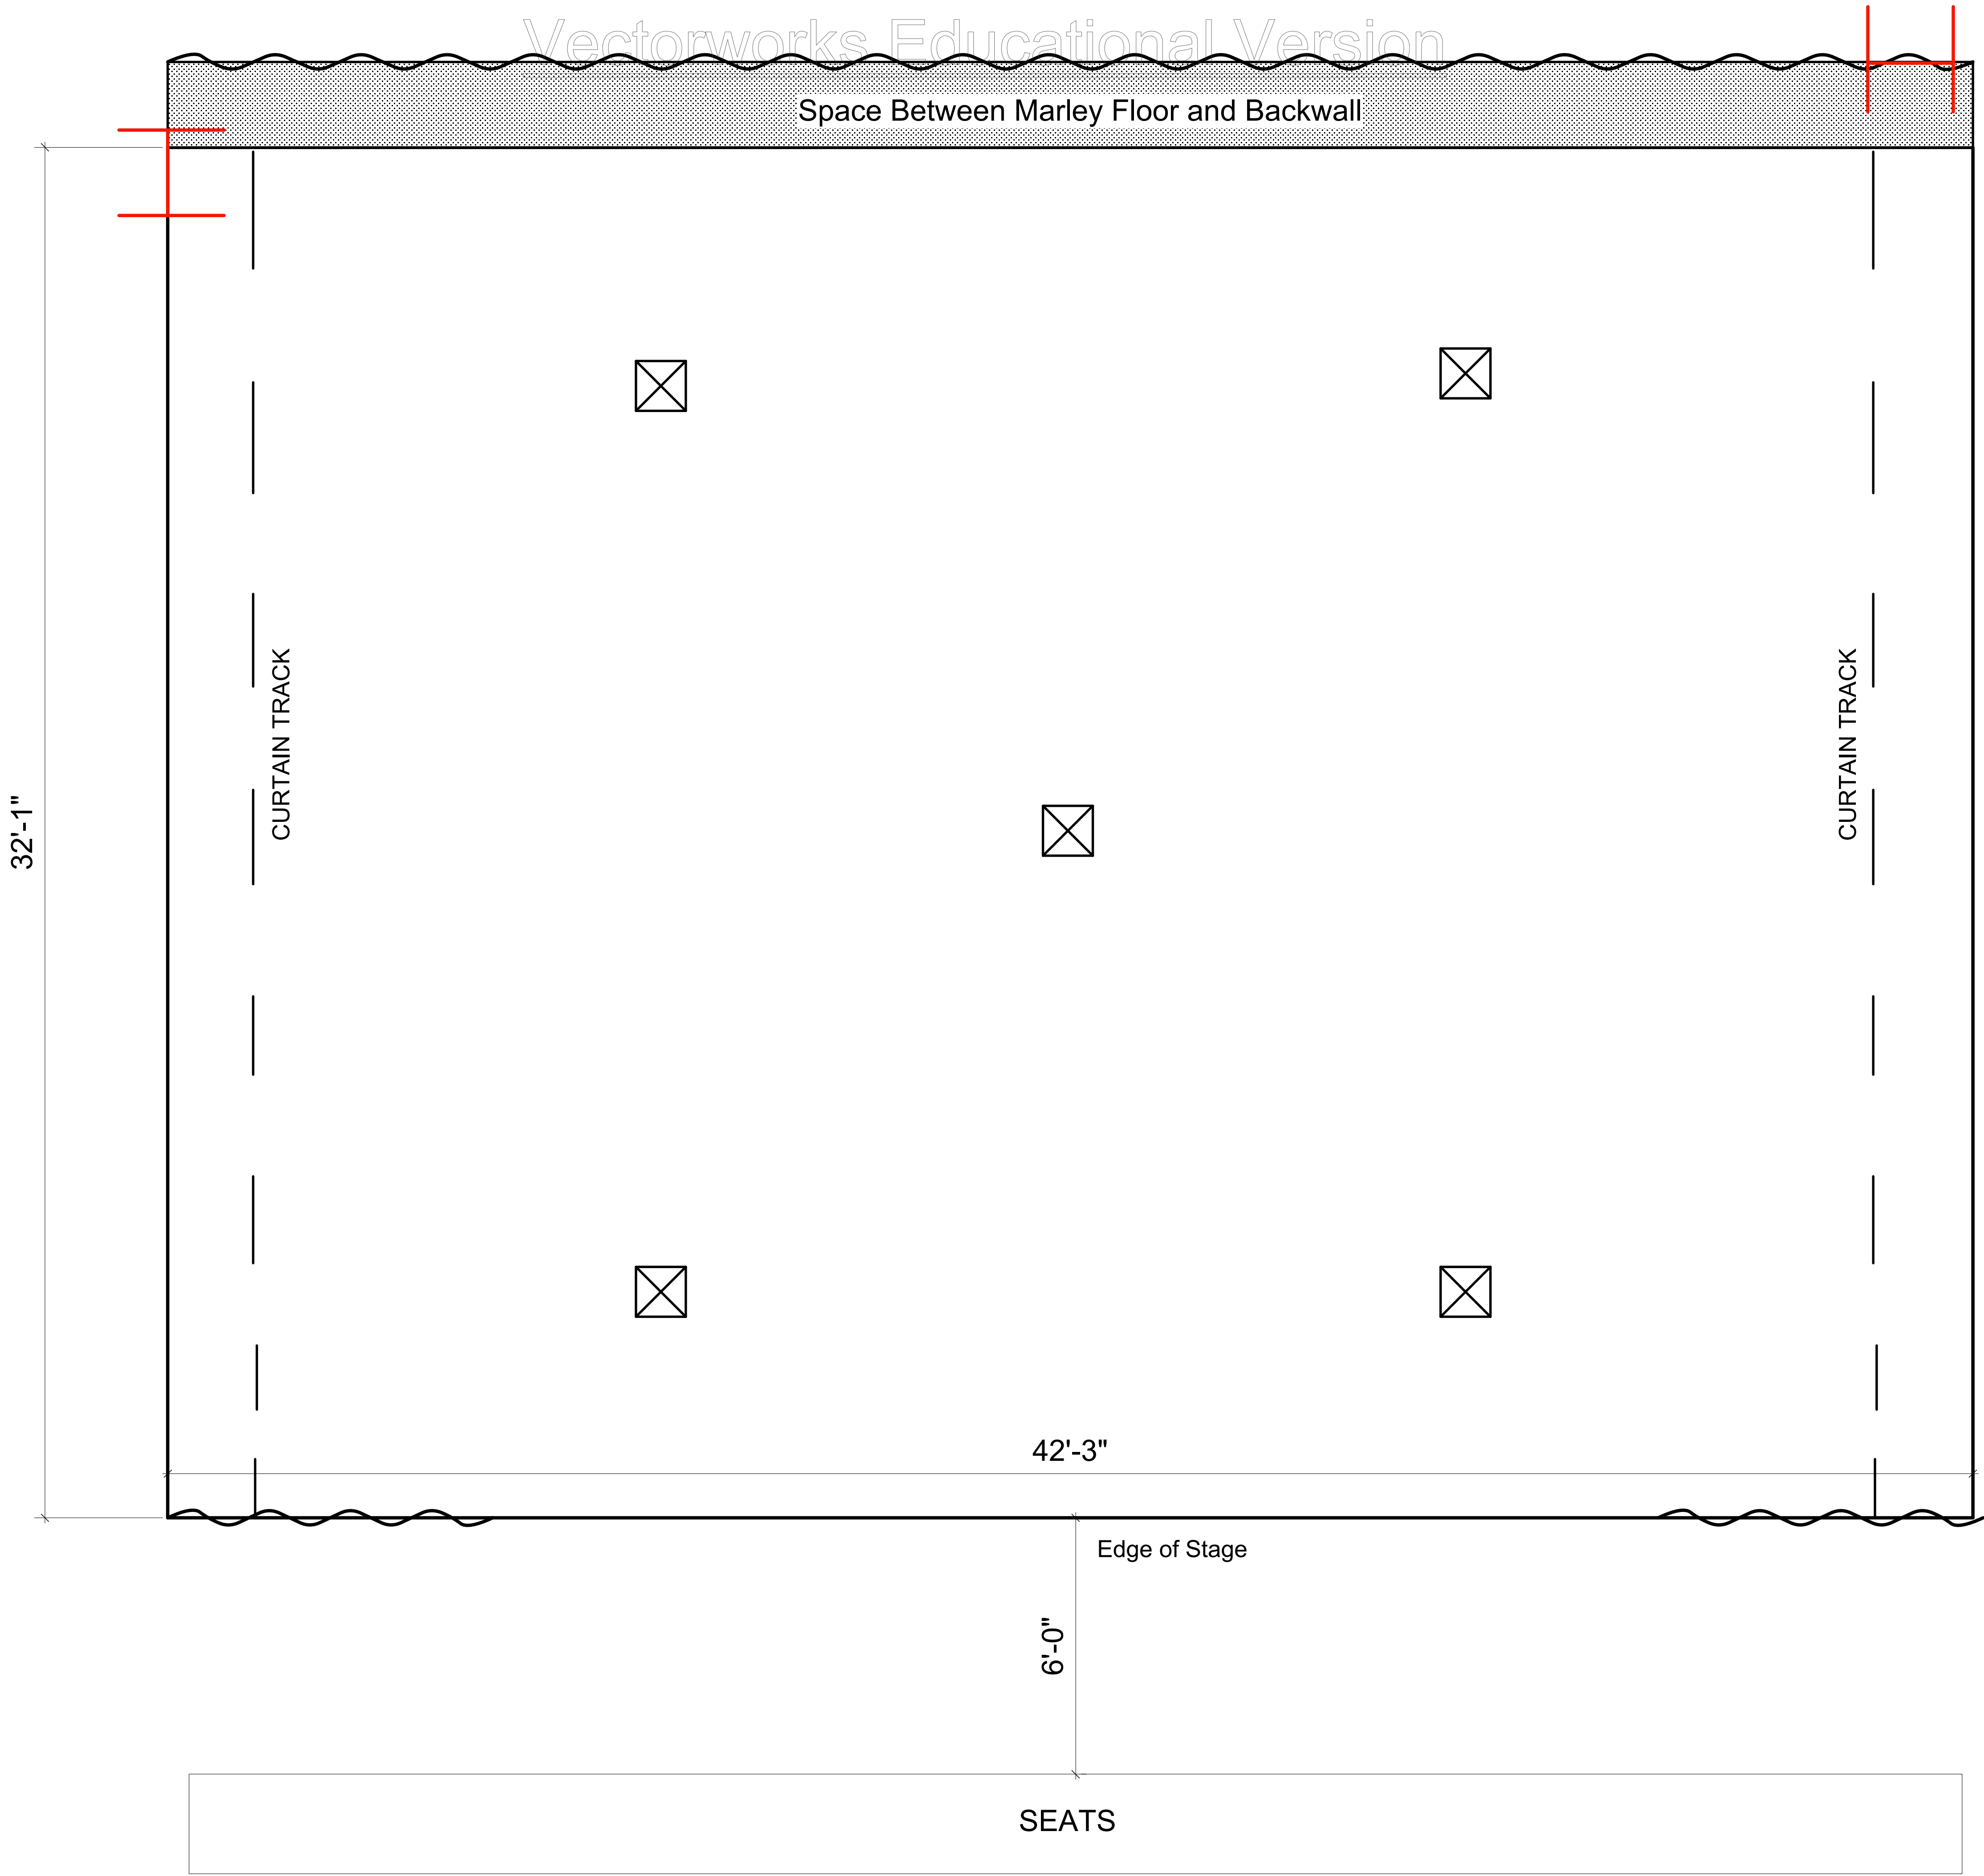 Vectorworks Educational Version
Space Between Marley Floor and Backwall
CURTAIN TRACK
CURTAIN TRACK
32'-1"
42'-3"
Edge of Stage
6'-0"
SEATS